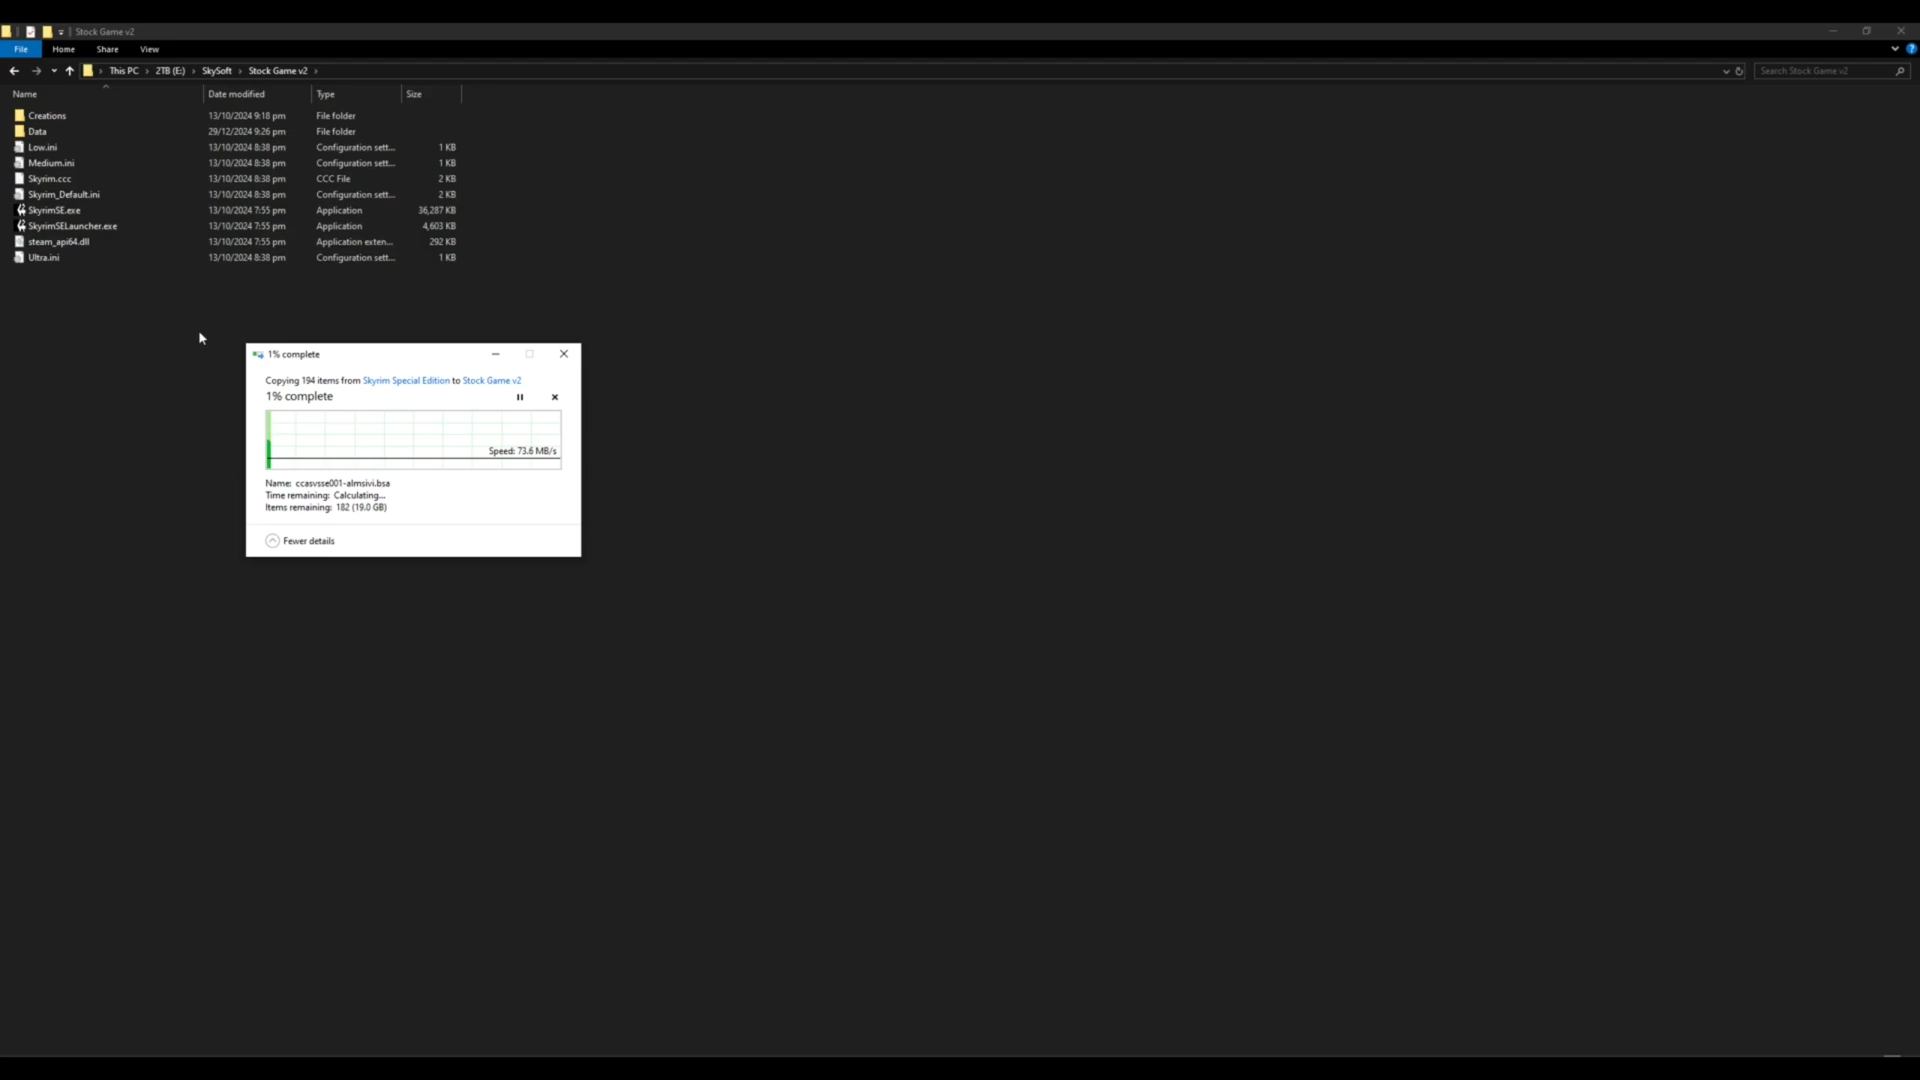 Stock Game v2
File Home Share View
This PC › 2TB (E:) › SkySoft › Stock Game v2 ›
Search Stock Game v2
Name Date modified Type Size
Creations 13/10/2024 9:18 pm File folder
Data 29/12/2024 9:26 pm File folder
Low.ini 13/10/2024 8:38 pm Configuration sett... 1 KB
Medium.ini 13/10/2024 8:38 pm Configuration sett... 1 KB
Skyrim.ccc 13/10/2024 8:38 pm CCC File 2 KB
Skyrim_Default.ini 13/10/2024 8:38 pm Configuration sett... 2 KB
SkyrimSE.exe 13/10/2024 7:55 pm Application 36,287 KB
SkyrimSELauncher.exe 13/10/2024 7:55 pm Application 4,603 KB
steam_api64.dll 13/10/2024 7:55 pm Application exten... 292 KB
Ultra.ini 13/10/2024 8:38 pm Configuration sett... 1 KB
1% complete
Copying 194 items from Skyrim Special Edition to Stock Game v2
1% complete
Speed: 73.6 MB/s
Name: ccasvsse001-almsivi.bsa
Time remaining: Calculating...
Items remaining: 182 (19.0 GB)
Fewer details